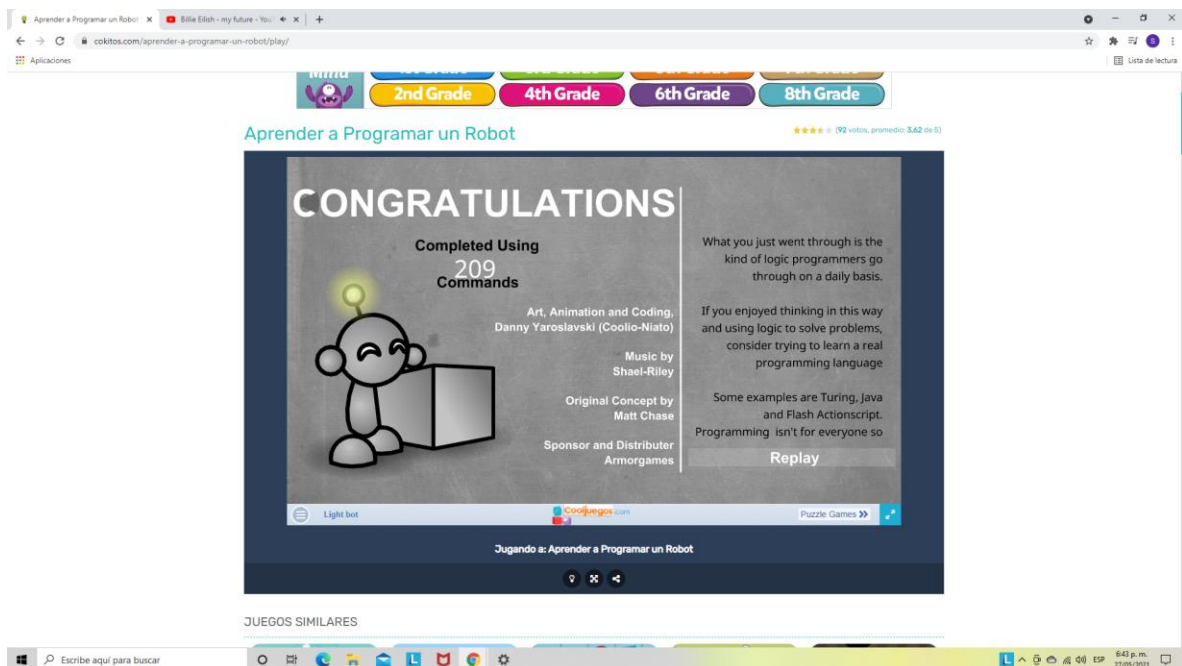 Aprender a Programar un Robot
Billie Eilish - my future - You
cokitos.com/aprender-a-programar-un-robot/play/
Aplicaciones
Lista de lectura
2nd Grade
4th Grade
6th Grade
8th Grade
Aprender a Programar un Robot
(92 votos, promedio: 3,62 de 5)
CONGRATULATIONS
Completed Using
209
Commands
Art, Animation and Coding,
Danny Yaroslavski (Coolio-Niato)
Music by
Shael-Riley
Original Concept by
Matt Chase
Sponsor and Distributer
Armorgames
What you just went through is the
kind of logic programmers go
through on a daily basis.
If you enjoyed thinking in this way
and using logic to solve problems,
consider trying to learn a real
programming language
Some examples are Turing, Java
and Flash Actionscript.
Programming isn't for everyone so
Replay
Light bot
Cooljuegos.com
Puzzle Games
Jugando a: Aprender a Programar un Robot
JUEGOS SIMILARES
Escribe aquí para buscar
ESP
6:43 p. m.
27/05/2021